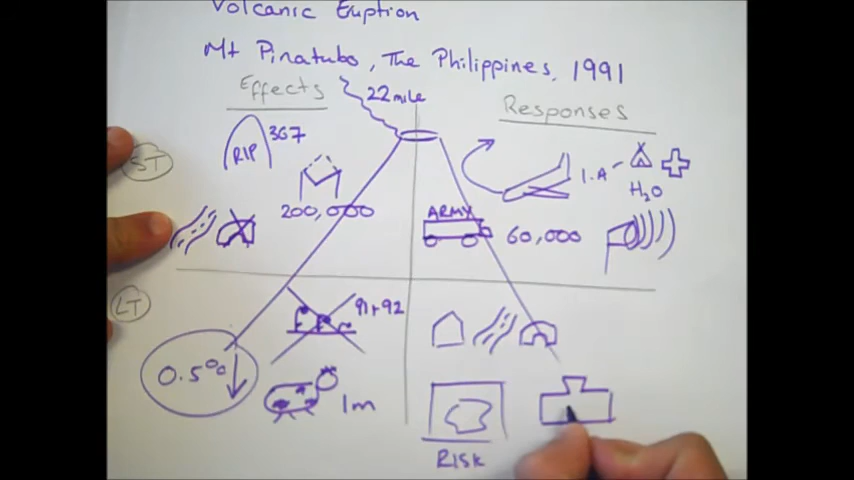 Volcanic Eruption
Mt Pinatubo, The Philippines, 1991
Effects
22 mile
Responses
RIP
367
ST
I.A
H₂O
200,000
ARMY
60,000
LT
91+92
0.5°
1m
RISK